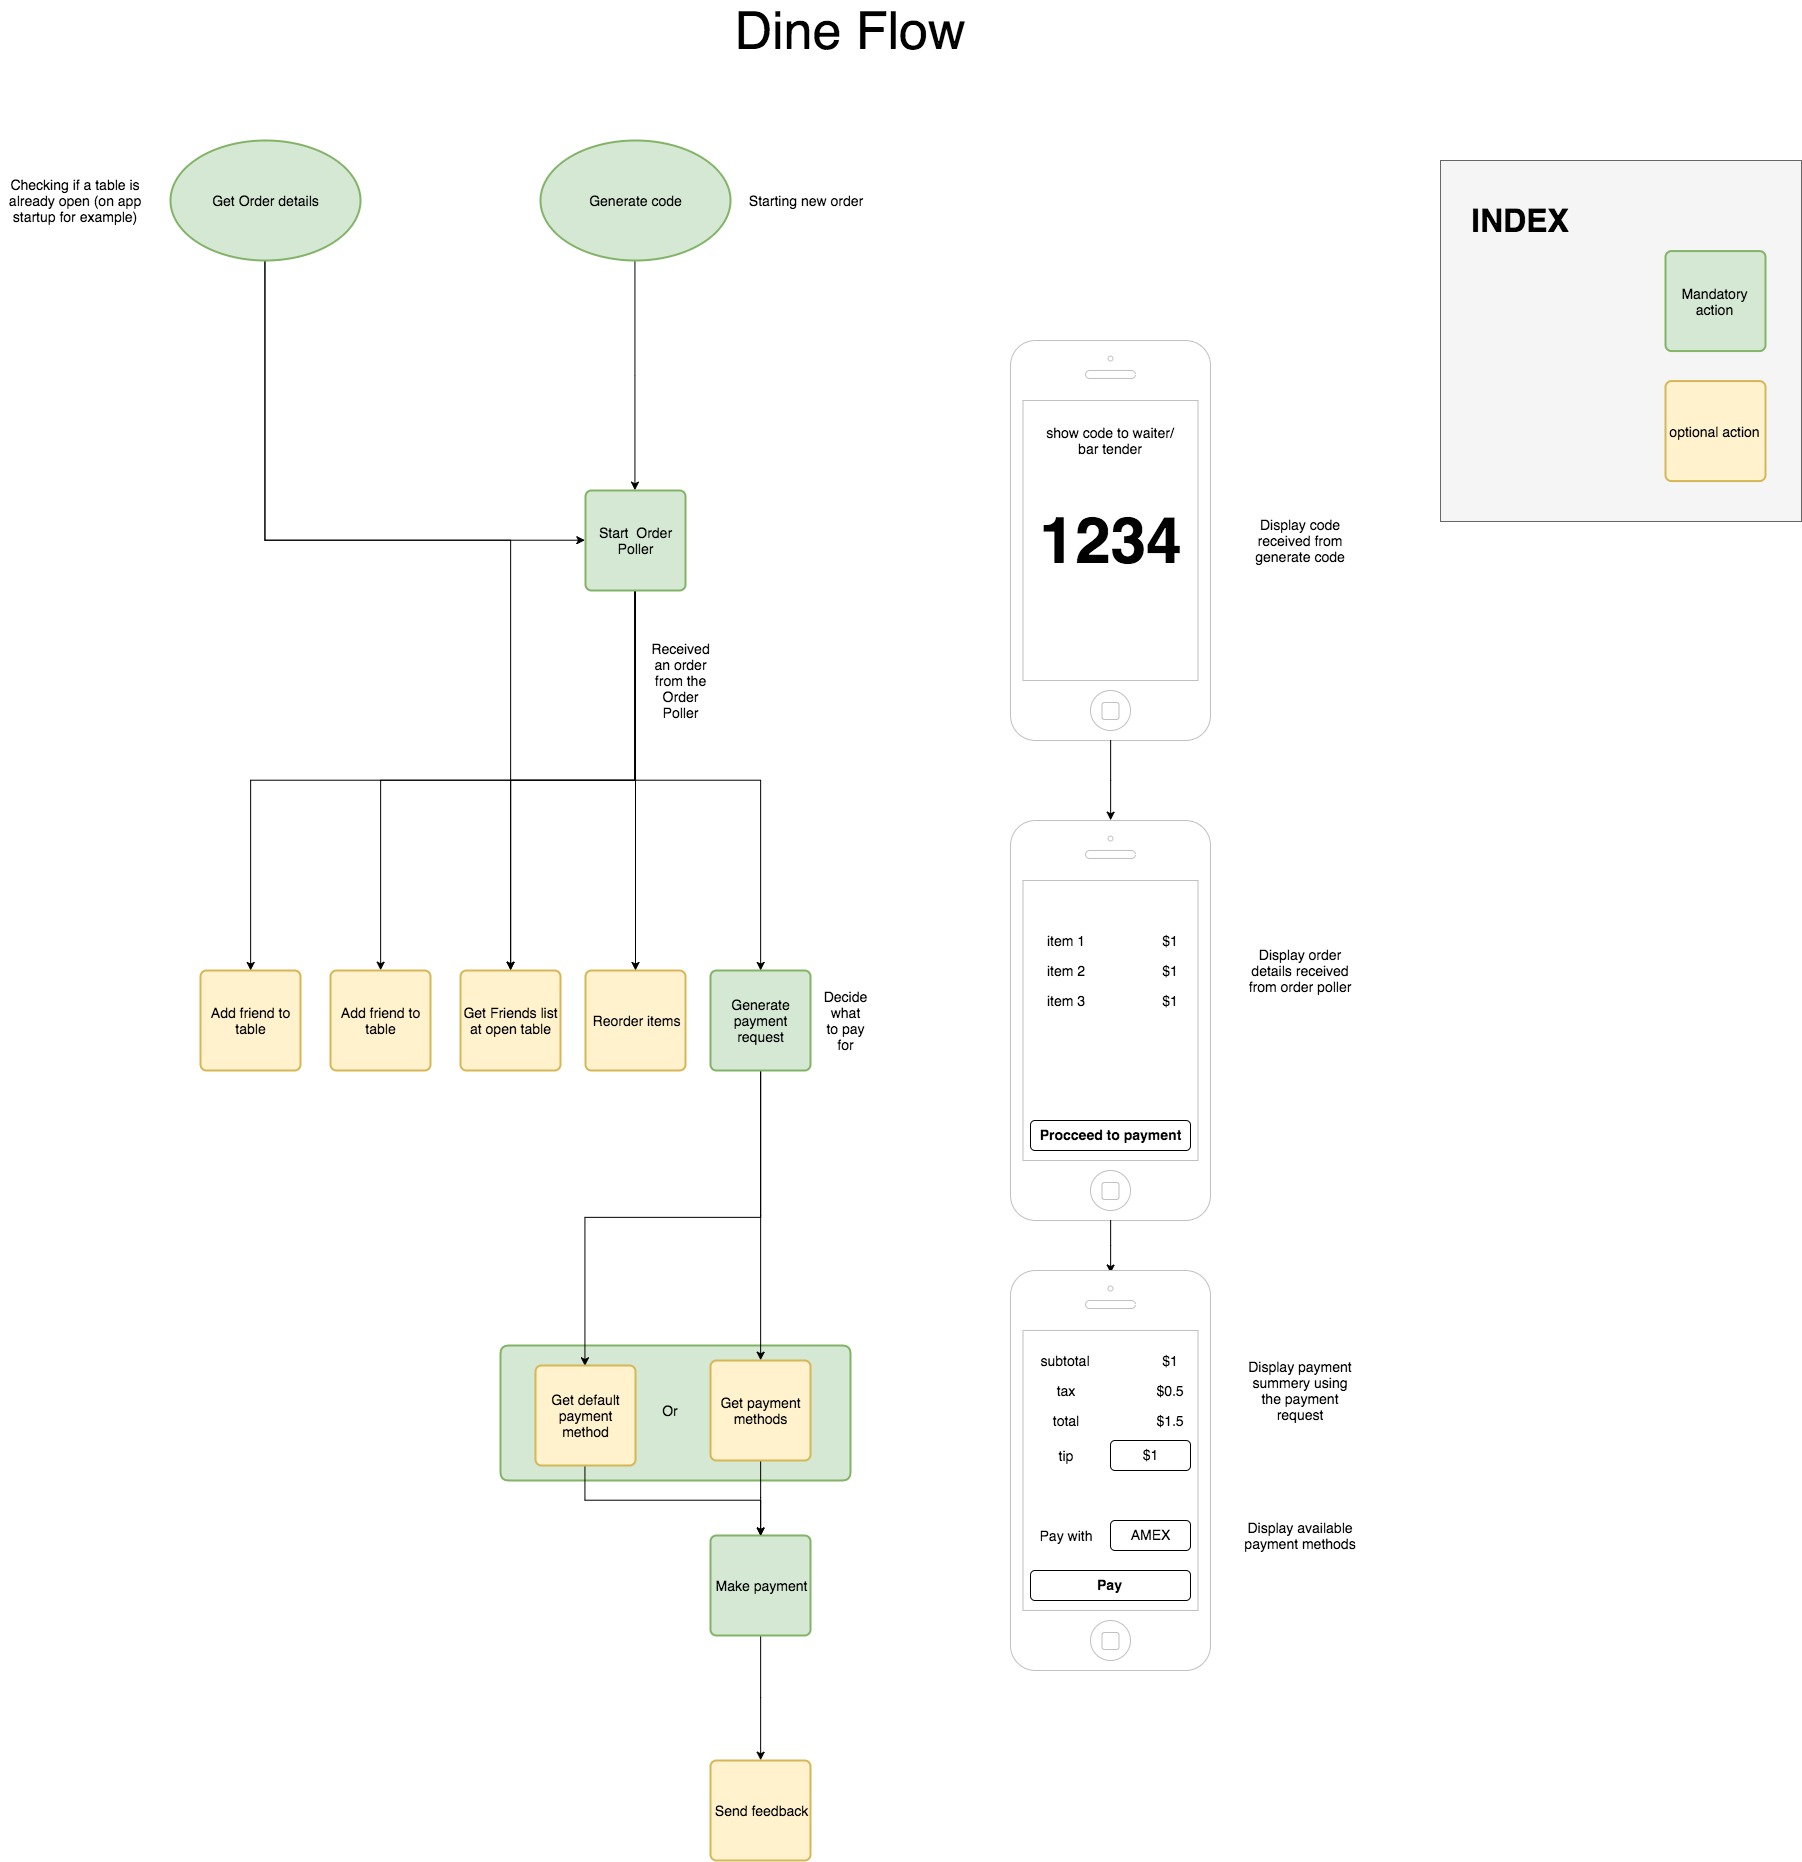 Dine Flow
Checking if a table is
already open (on app
startup for example)
Get Order details
Generate code
Starting new order
INDEX
Mandatory
action
optional action
Start  Order
Poller
Received
an order
from the
Order
Poller
show code to waiter/
bar tender
1234
Display code
received from
generate code
Add friend to
table
Add friend to
table
Get Friends list
at open table
Reorder items
Generate
payment
request
Decide
what
to pay
for
item 1 $1
item 2 $1
item 3 $1
Procceed to payment
Display order
details received
from order poller
Get default
payment
method
Or
Get payment
methods
Make payment
Send feedback
subtotal $1
tax $0.5
total $1.5
tip $1
Pay with AMEX
Pay
Display payment
summery using
the payment
request
Display available
payment methods